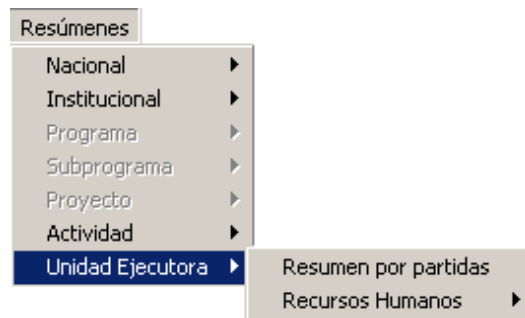 Resúmenes
Nacional
Institucional
Programa
Subprograma
Proyecto
Actividad
Unidad Ejecutora
Resumen por partidas
Recursos Humanos